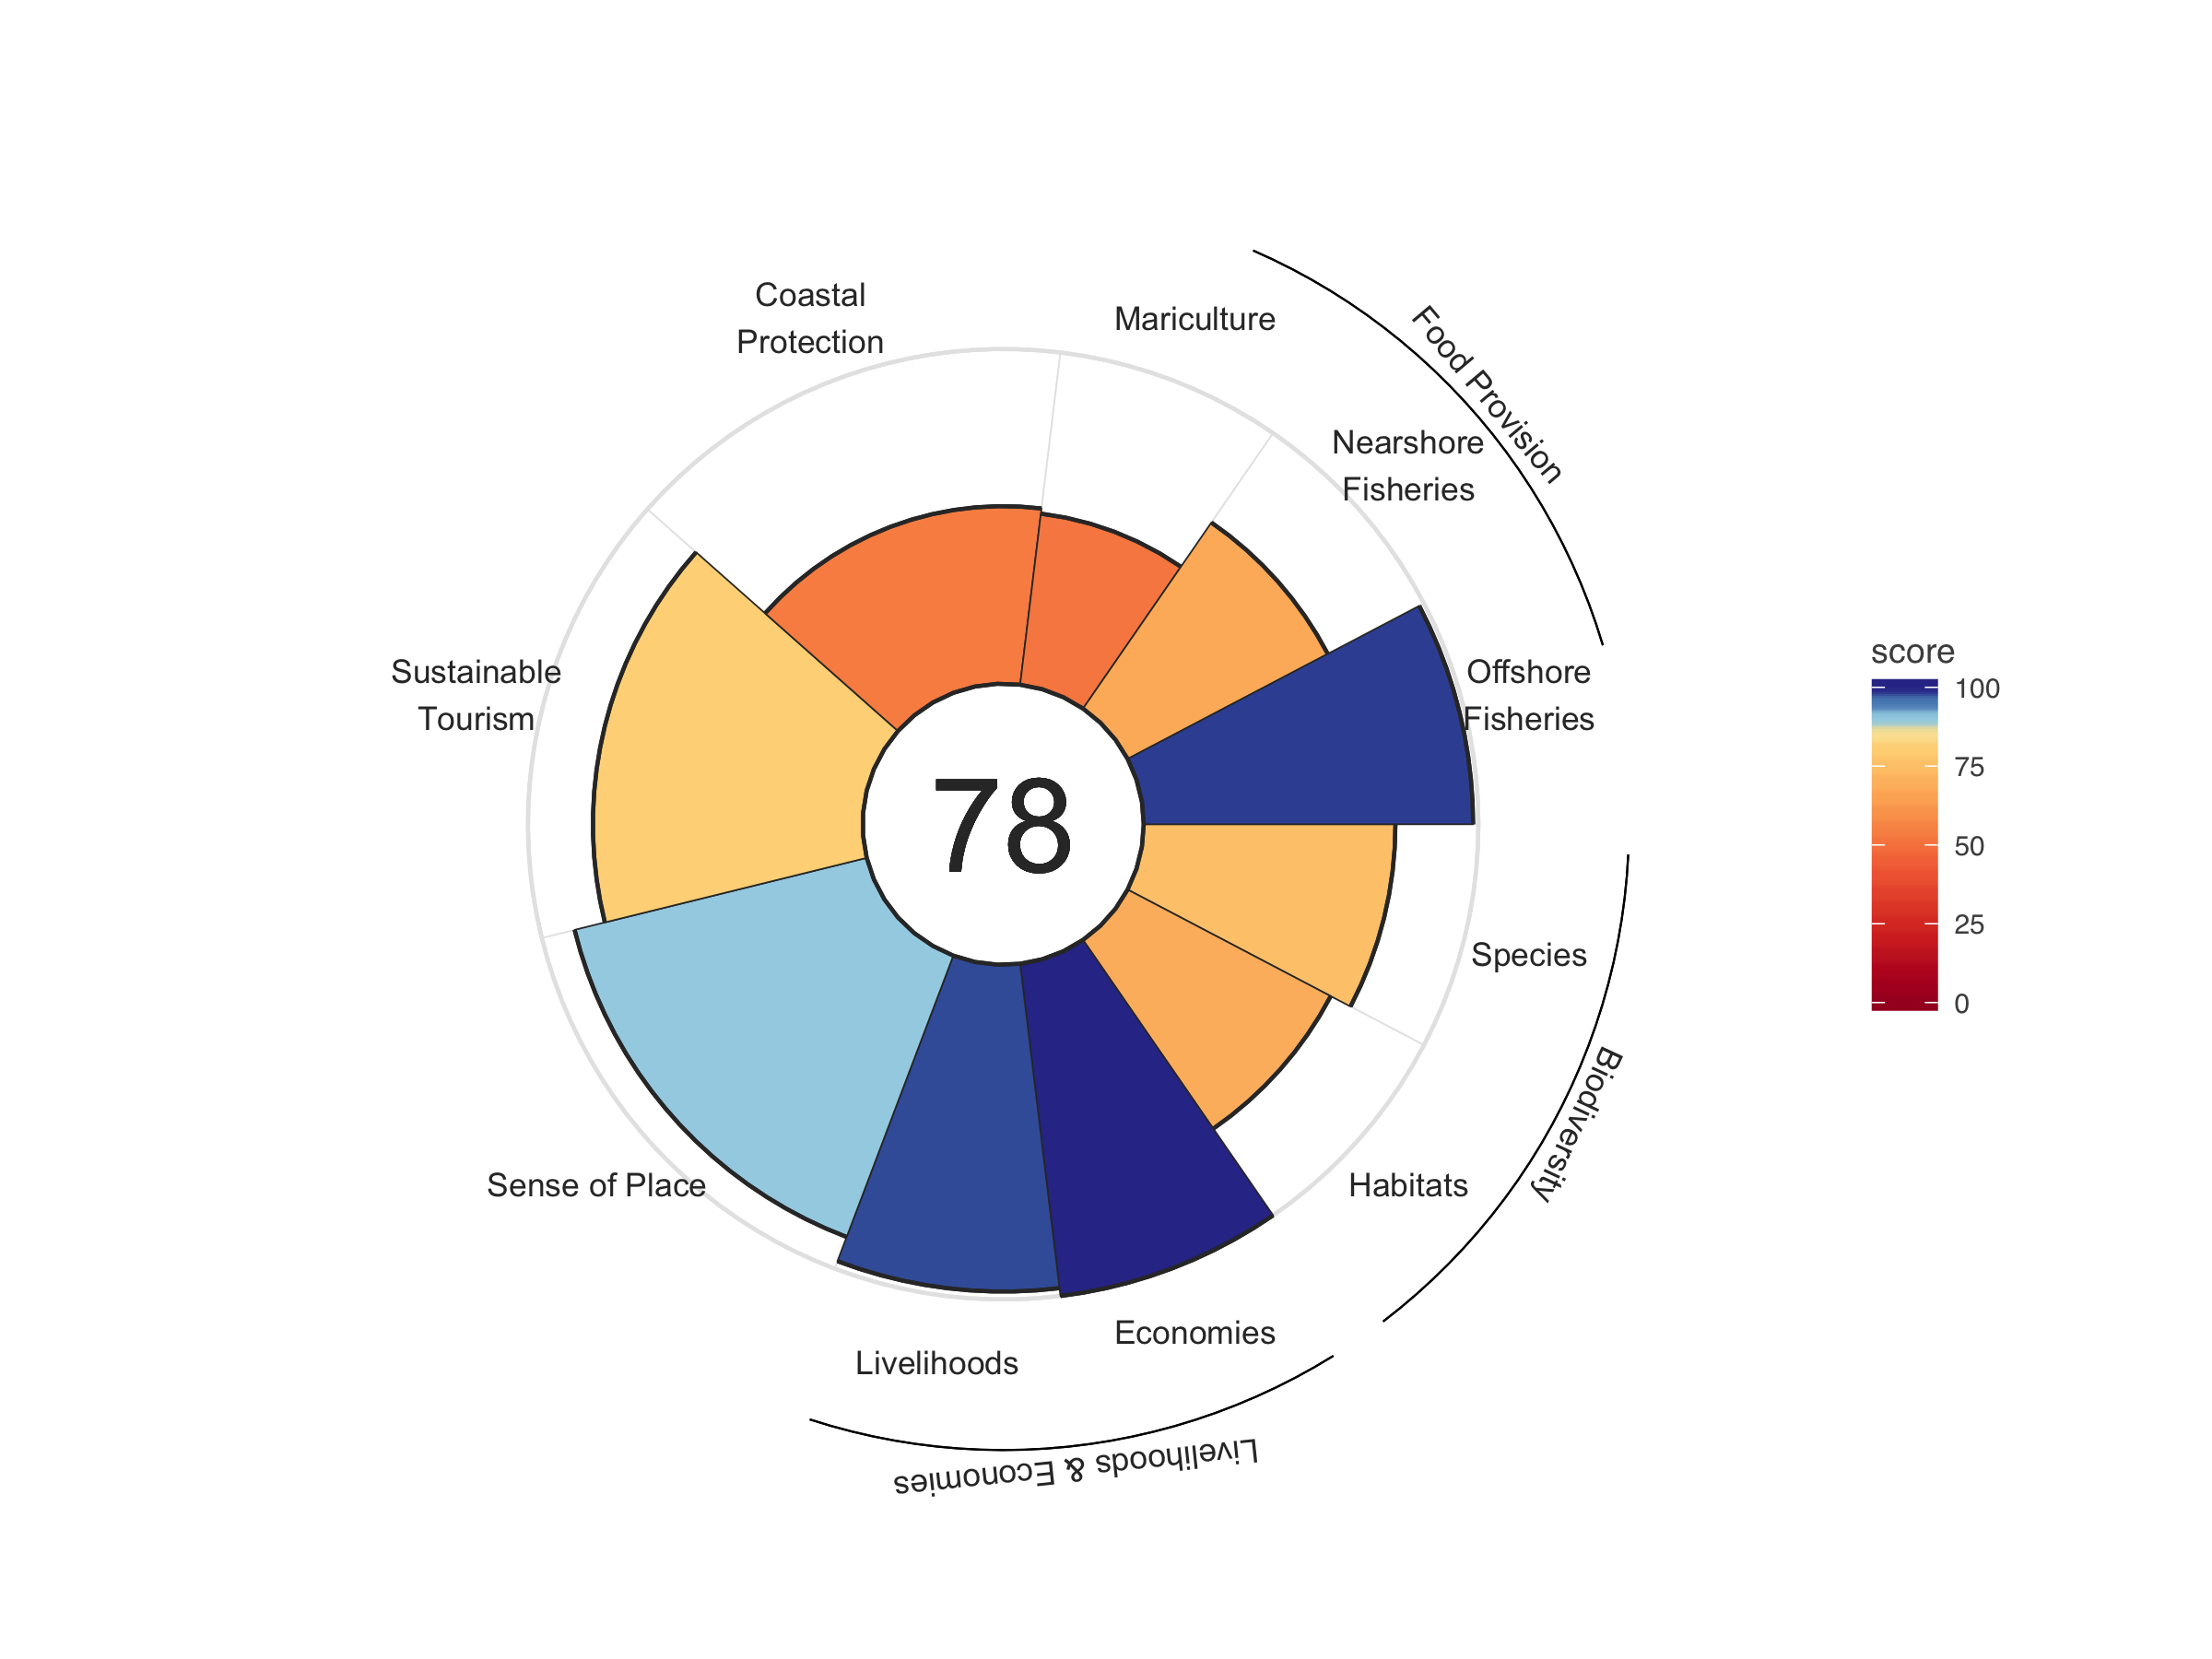 Coastal
Protection
Mariculture
Food Provision
Nearshore
Fisheries
Offshore
Fisheries
Sustainable
Tourism
78
score
100
75
50
25
0
Species
Biodiversity
Habitats
Sense of Place
Economies
Livelihoods
Livelihoods & Economies